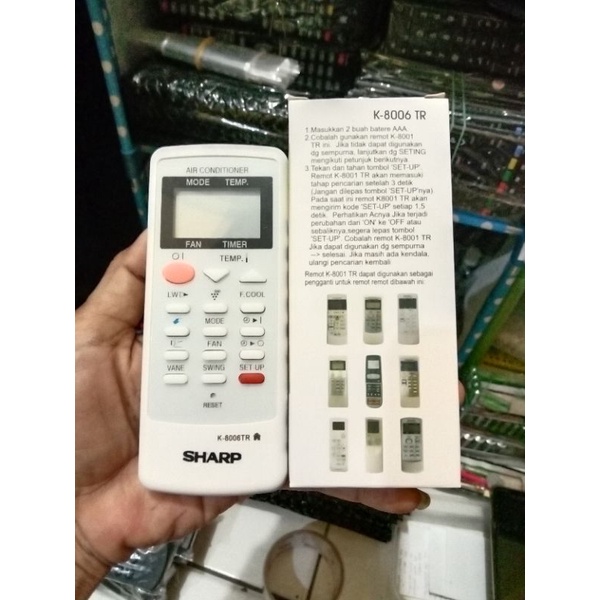 AIR CONDITIONER
MODE TEMP.
FAN TIMER
TEMP.
I.WT► F.COOL
MODE ►I
FAN ►
VANE SWING SET UP
RESET
K-8006TR
SHARP
K-8006 TR
1.Masukkan 2 buah batere AAA.
2.Cobalah gunakan remot K-8001
TR ini. Jika tidak dapat digunakan
dg sempurna, lanjutkan dg SETING
mengikuti petunjuk berikutnya.
3.Tekan dan tahan tombol 'SET-UP'.
Remot K-8001 TR akan memasuki
tahap pencarian setelah 3 detik
(Jangan dilepas tombol 'SET-UP'nya).
Pada saat ini remot K8001 TR akan
mengirim kode 'SET-UP' setiap 1.5
detik. Perhatikan Acnya Jika terjadi
perubahan dari 'ON' ke 'OFF atau
sebaliknya,segera lepas tombol
'SET-UP'. Cobalah remot K-8001 TR
Jika dapat digunakan dg sempurna
--> selesai. Jika masih ada kendala,
ulangi pencarian kembali.
Remot K-8001 TR dapat digunakan sebagai
pengganti untuk remot remot dibawah ini: